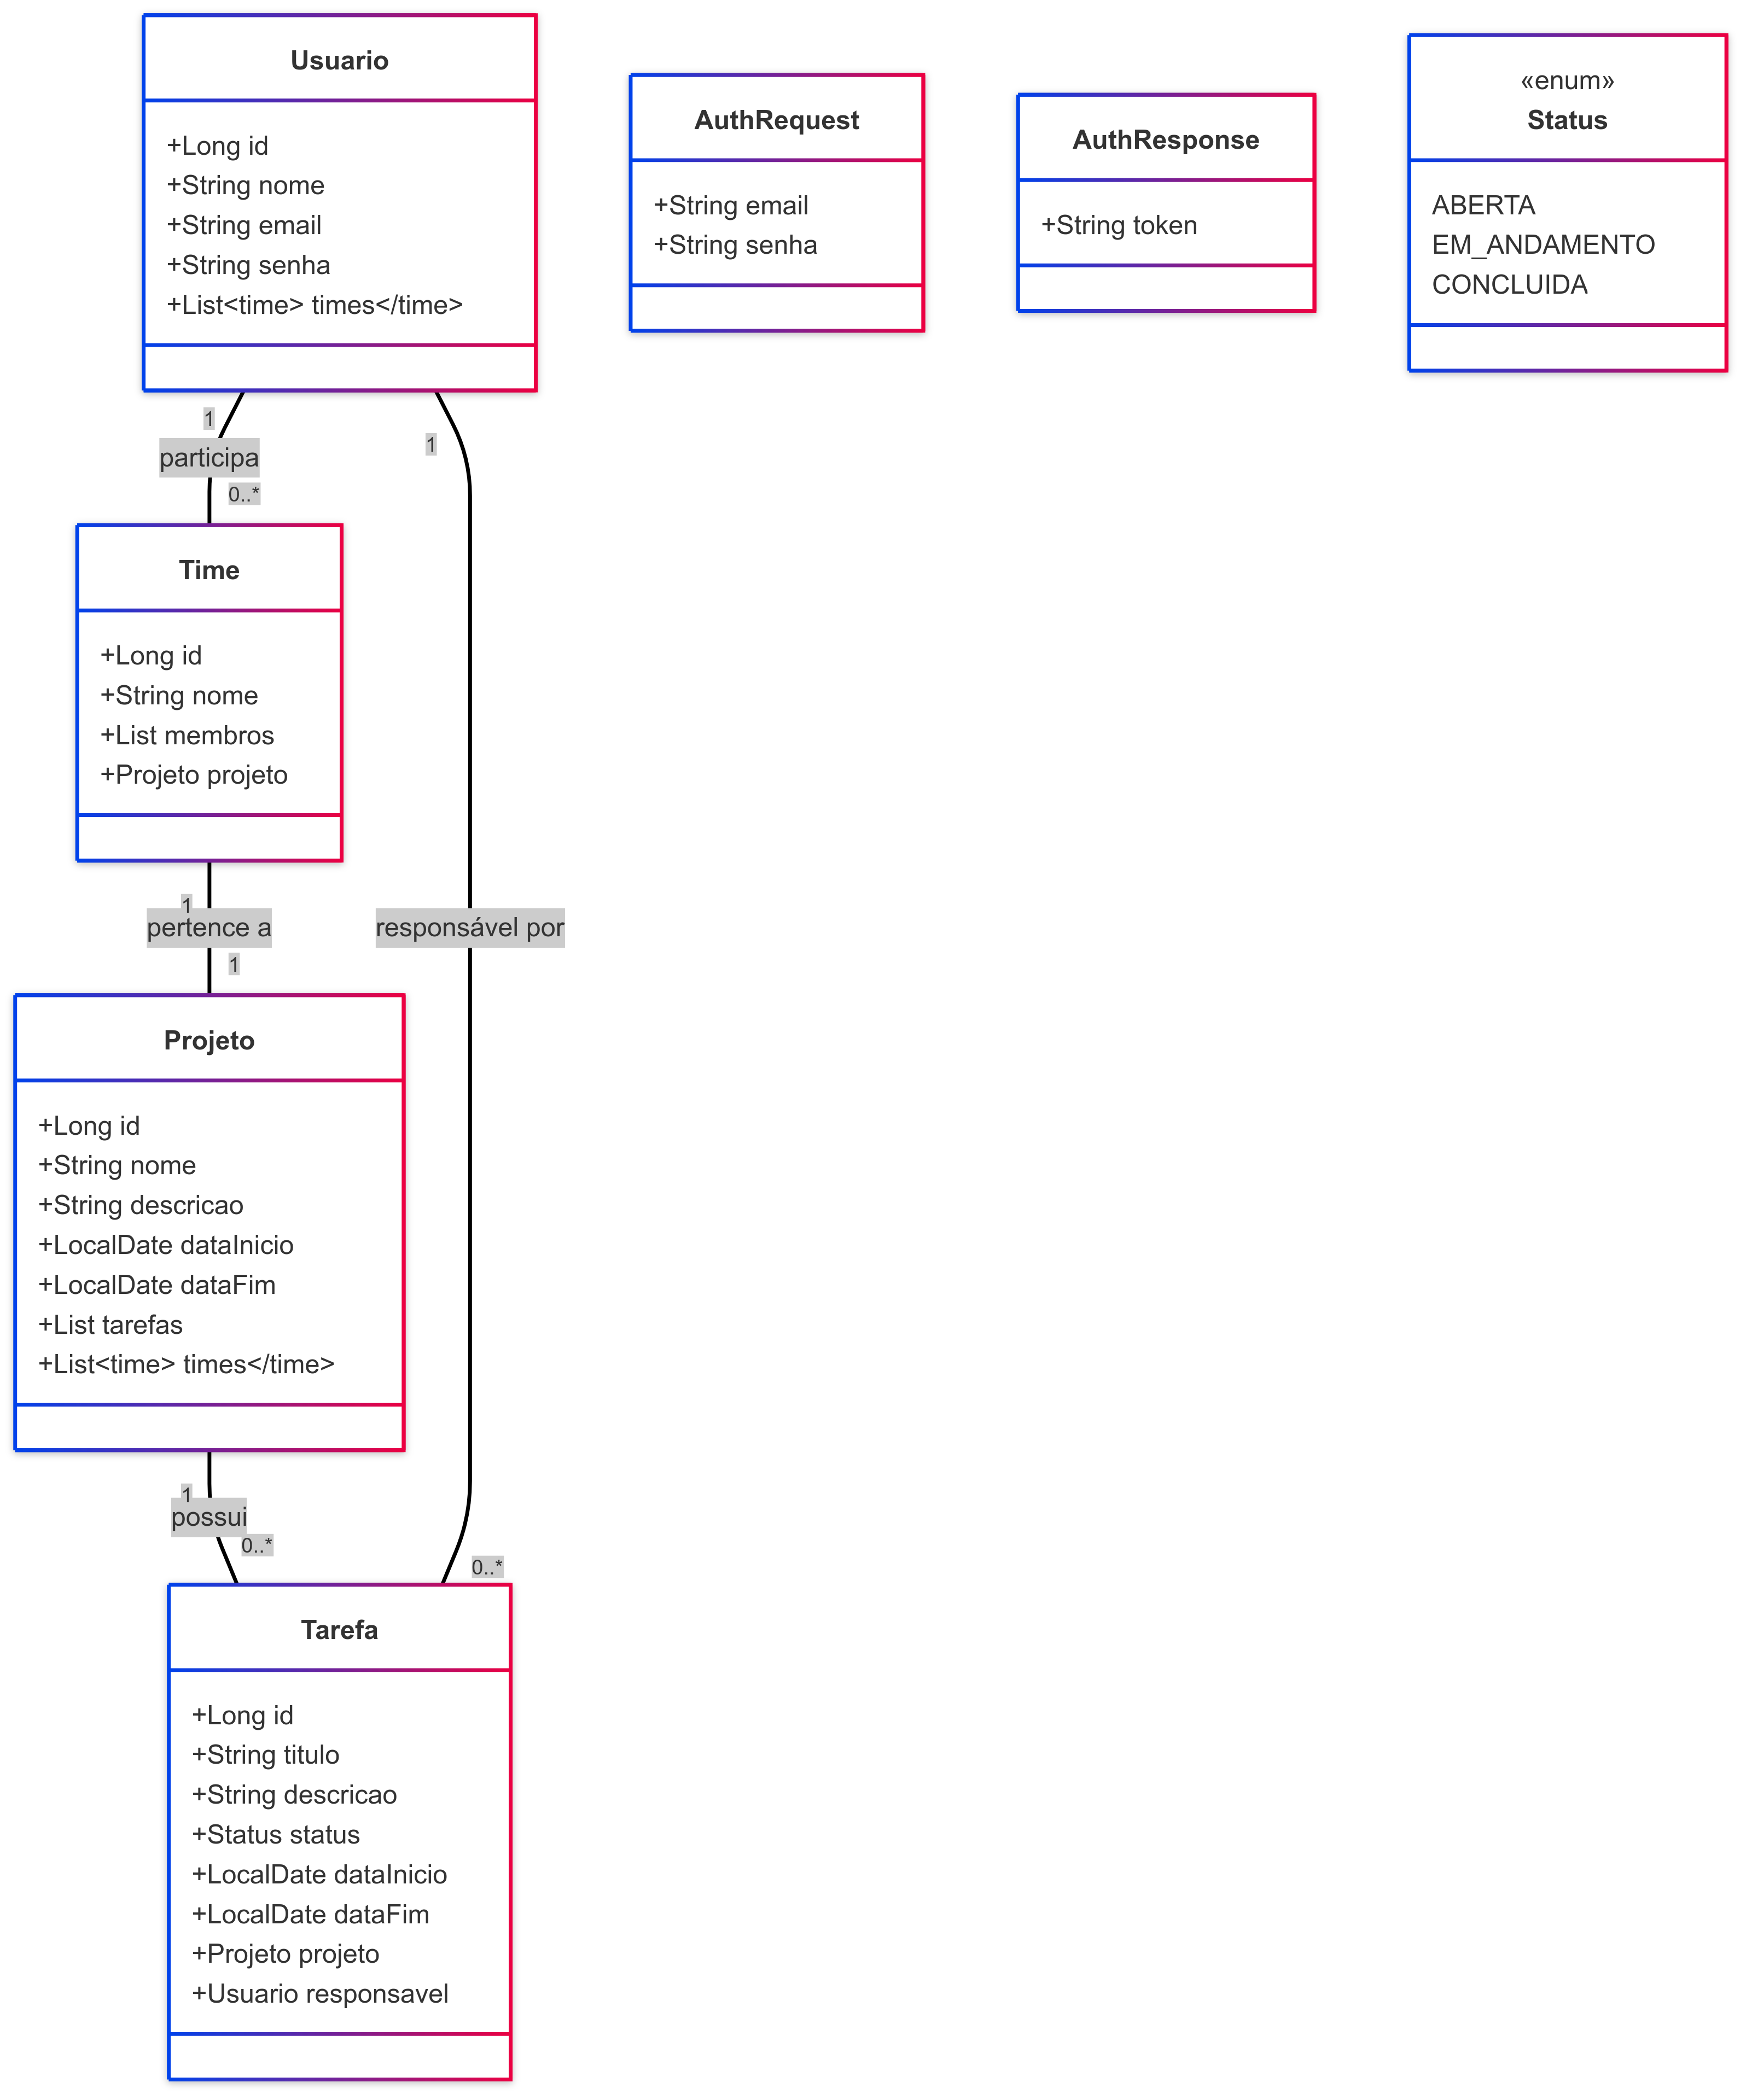 Usuario
+Long id
+String nome
+String email
+String senha
+List<time> times</time>
AuthRequest
+String email
+String senha
AuthResponse
+String token
«enum»
Status
ABERTA
EM_ANDAMENTO
CONCLUIDA
1
participa
0..*
1
Time
+Long id
+String nome
+List membros
+Projeto projeto
1
pertence a
1
responsável por
Projeto
+Long id
+String nome
+String descricao
+LocalDate dataInicio
+LocalDate dataFim
+List tarefas
+List<time> times</time>
1
possui
0..*
0..*
Tarefa
+Long id
+String titulo
+String descricao
+Status status
+LocalDate dataInicio
+LocalDate dataFim
+Projeto projeto
+Usuario responsavel